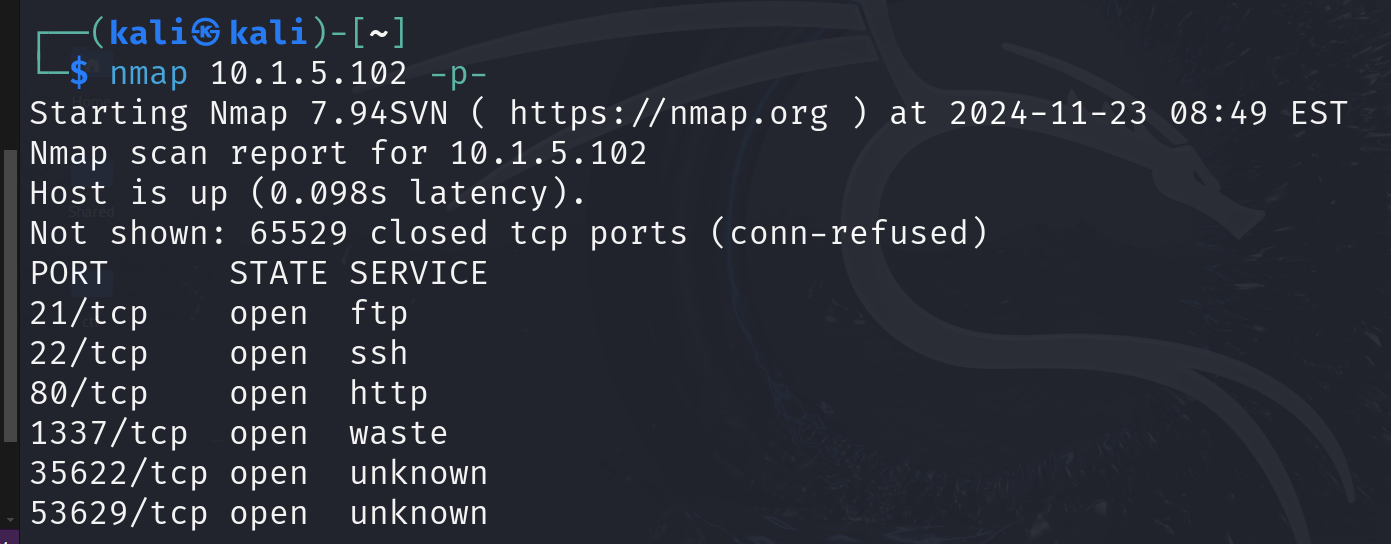 ┌──(kali㉿kali)-[~]
└─$ nmap 10.1.5.102 -p-
Starting Nmap 7.94SVN ( https://nmap.org ) at 2024-11-23 08:49 EST
Nmap scan report for 10.1.5.102
Host is up (0.098s latency).
Not shown: 65529 closed tcp ports (conn-refused)
PORT      STATE SERVICE
21/tcp    open  ftp
22/tcp    open  ssh
80/tcp    open  http
1337/tcp  open  waste
35622/tcp open  unknown
53629/tcp open  unknown